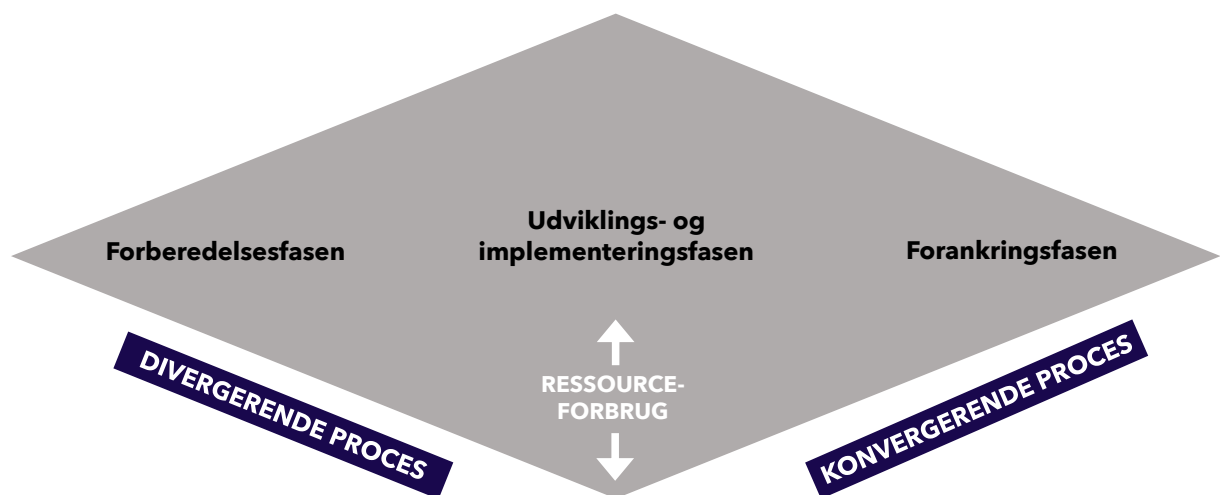 Forberedelsesfasen
Udviklings- og
implementeringsfasen
Forankringsfasen
DIVERGERENDE PROCES
RESSOURCE-
FORBRUG
KONVERGERENDE PROCES